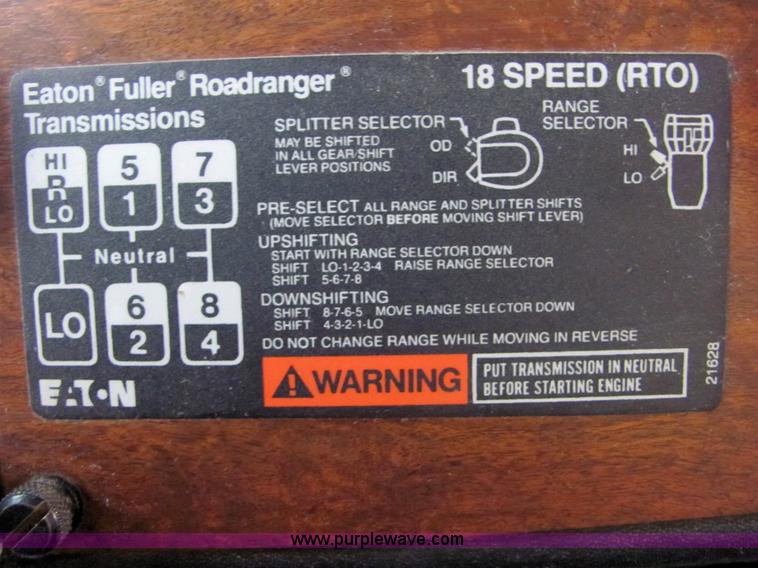 Eaton® Fuller® Roadranger®
Transmissions
18 SPEED (RTO)
SPLITTER SELECTOR
MAY BE SHIFTED
IN ALL GEAR/SHIFT
LEVER POSITIONS
OD
DIR
RANGE
SELECTOR
HI
LO
HI
R
LO
5
1
7
3
Neutral
LO
6
2
8
4
PRE-SELECT ALL RANGE AND SPLITTER SHIFTS
(MOVE SELECTOR BEFORE MOVING SHIFT LEVER)
UPSHIFTING
START WITH RANGE SELECTOR DOWN
SHIFT LO-1-2-3-4 RAISE RANGE SELECTOR
SHIFT 5-6-7-8
DOWNSHIFTING
SHIFT 8-7-6-5 MOVE RANGE SELECTOR DOWN
SHIFT 4-3-2-1-LO
DO NOT CHANGE RANGE WHILE MOVING IN REVERSE
EATON
WARNING
PUT TRANSMISSION IN NEUTRAL
BEFORE STARTING ENGINE
21628
www.purplewave.com